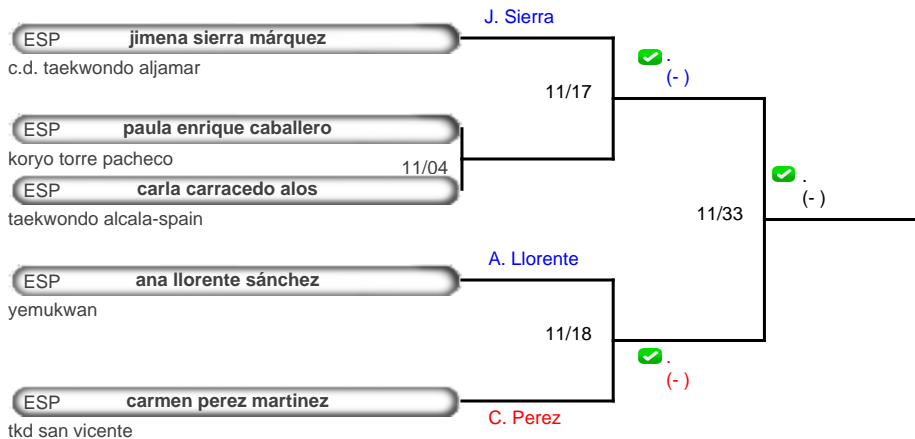 J. Sierra
ESP jimena sierra márquez
c.d. taekwondo aljamar
.
(- )
11/17
ESP paula enrique caballero
koryo torre pacheco
11/04
ESP carla carracedo alos
taekwondo alcala-spain
.
(- )
11/33
A. Llorente
ESP ana llorente sánchez
yemukwan
11/18
.
(- )
ESP carmen perez martinez
C. Perez
tkd san vicente